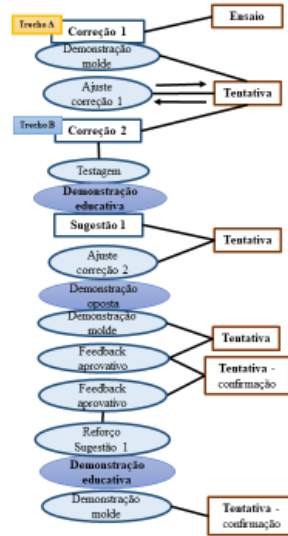 Ensaio
Trecho A
Correção 1
Demonstração
molde
Ajuste
correção 1
Tentativa
Trecho B
Correção 2
Testagem
Demonstração
educativa
Sugestão 1
Tentativa
Ajuste
correção 2
Demonstração
oposta
Demonstração
molde
Tentativa
Feedback
aprovativo
Tentativa -
confirmação
Feedback
aprovativo
Reforço
Sugestão 1
Demonstração
educativa
Demonstração
molde
Tentativa -
confirmação